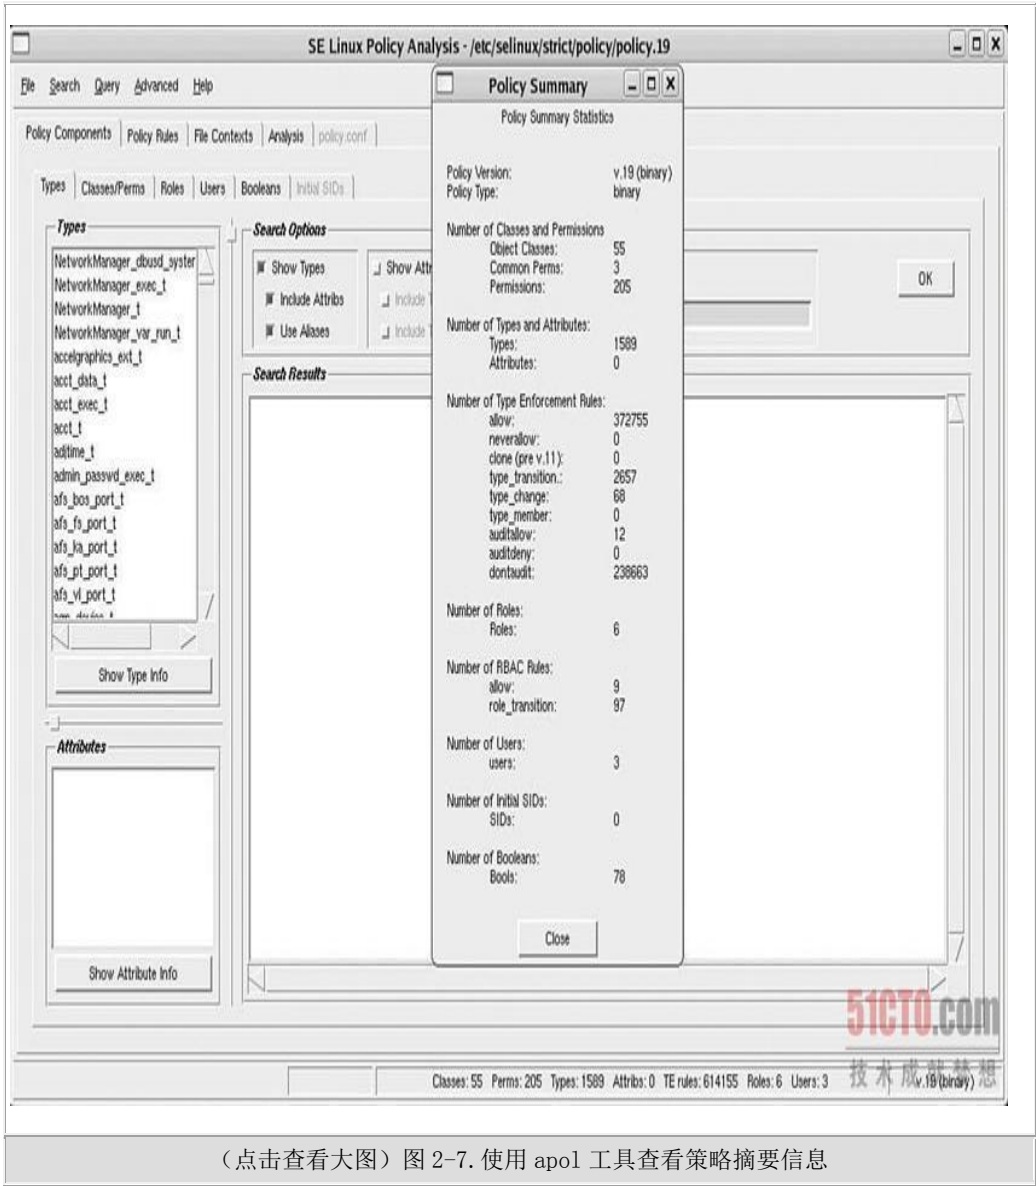 SE Linux Policy Analysis - /etc/selinux/strict/policy/policy.19
File Search Query Advanced Help
Policy Components Policy Rules File Contexts Analysis policy.conf
Types Classes/Perms Roles Users Booleans Initial SIDs
Types
NetworkManager_dbusd_syster
NetworkManager_exec_t
NetworkManager_t
NetworkManager_var_run_t
accelgraphics_ext_t
acct_data_t
acct_exec_t
acct_t
adjtime_t
admin_passwd_exec_t
afs_bos_port_t
afs_fs_port_t
afs_ka_port_t
afs_pt_port_t
afs_vl_port_t
Show Type Info
Attributes
Show Attribute Info
Search Options
Show Types
Include Attribs
Use Aliases
Show Attr
Include T
Include T
OK
Search Results
Policy Summary
Policy Summary Statistics
Policy Version: v.19 (binary)
Policy Type: binary
Number of Classes and Permissions
Object Classes: 55
Common Perms: 3
Permissions: 205
Number of Types and Attributes:
Types: 1589
Attributes: 0
Number of Type Enforcement Rules:
allow: 372755
neverallow: 0
clone (pre v.11): 0
type_transition.: 2657
type_change: 68
type_member: 0
auditallow: 12
auditdeny: 0
dontaudit: 238663
Number of Roles:
Roles: 6
Number of RBAC Rules:
allow: 9
role_transition: 97
Number of Users:
users: 3
Number of Initial SIDs:
SIDs: 0
Number of Booleans:
Bools: 78
Close
51CTO.com
技术成就梦想
Classes: 55 Perms: 205 Types: 1589 Attribs: 0 TE rules: 614155 Roles: 6 Users: 3
v.19 (binary)
（点击查看大图）图 2-7.使用 apol 工具查看策略摘要信息